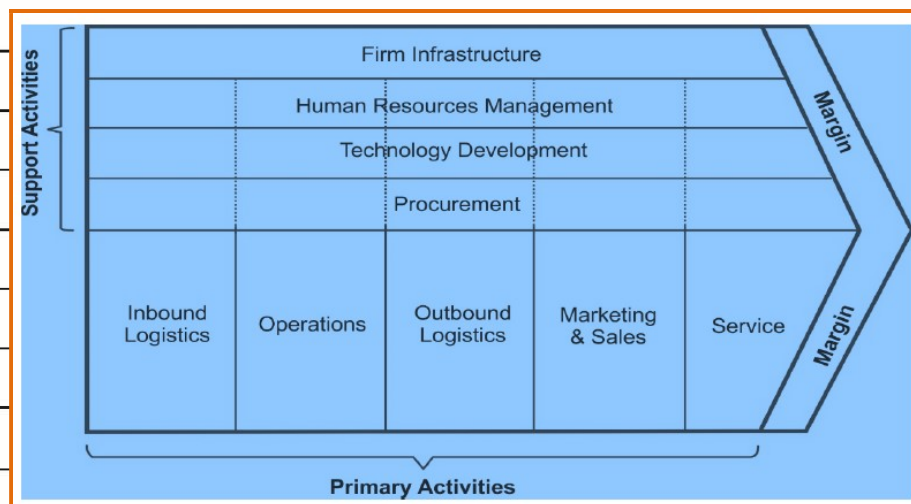 Support Activities
Firm Infrastructure
Human Resources Management
Technology Development
Procurement
Margin
Inbound
Logistics
Operations
Outbound
Logistics
Marketing
& Sales
Service
Margin
Primary Activities